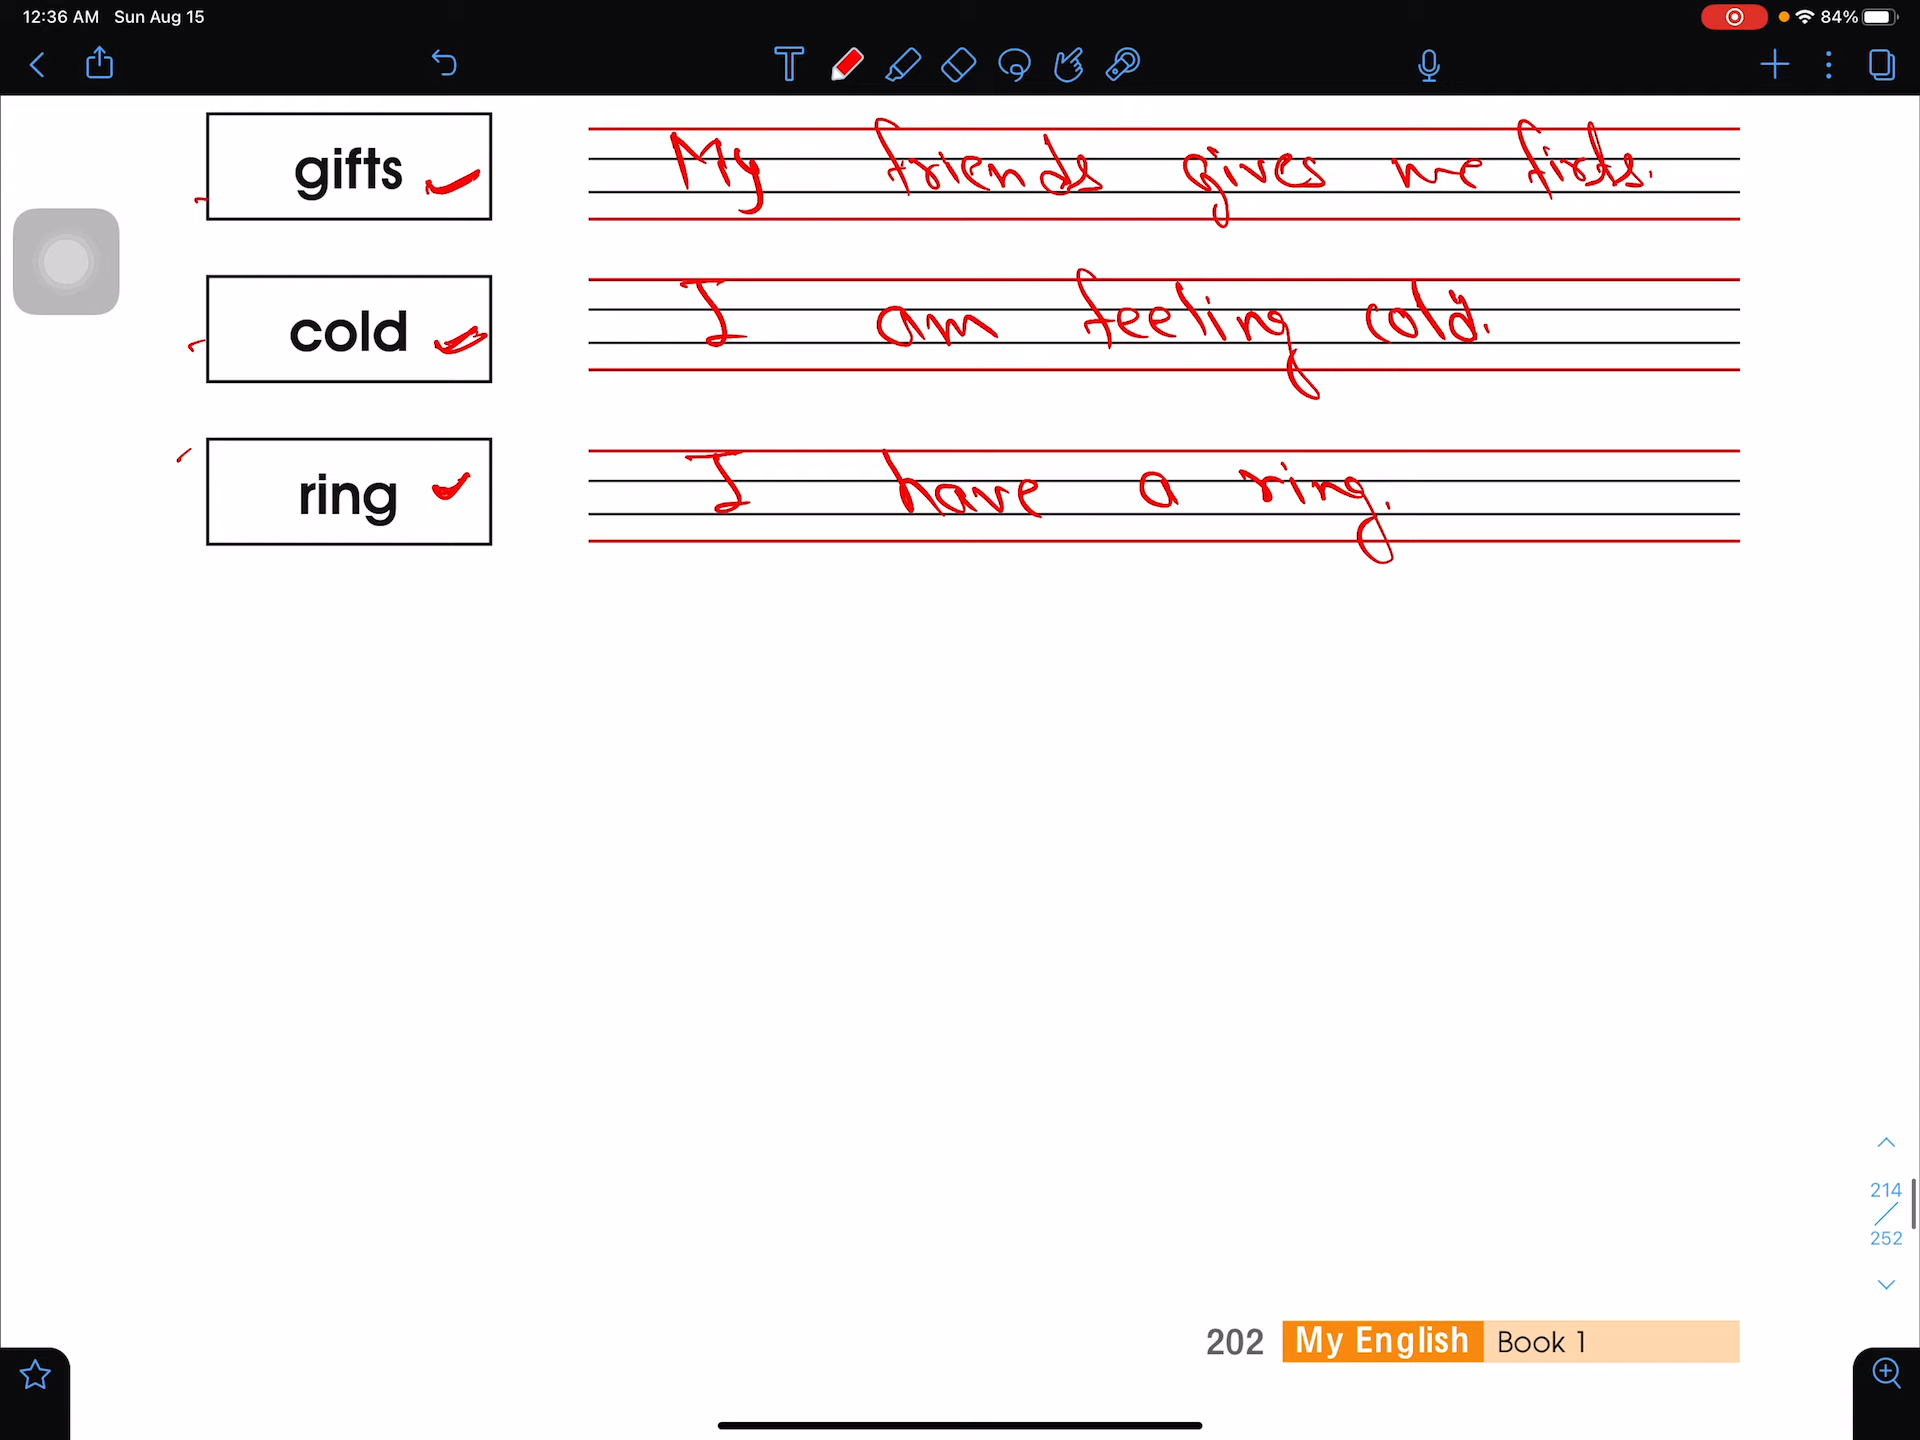 12:36 AM Sun Aug 15 84%
gifts My friends gives me firds.
cold I am feeling cold.
ring I have a ring.
214
252
202 My English Book 1